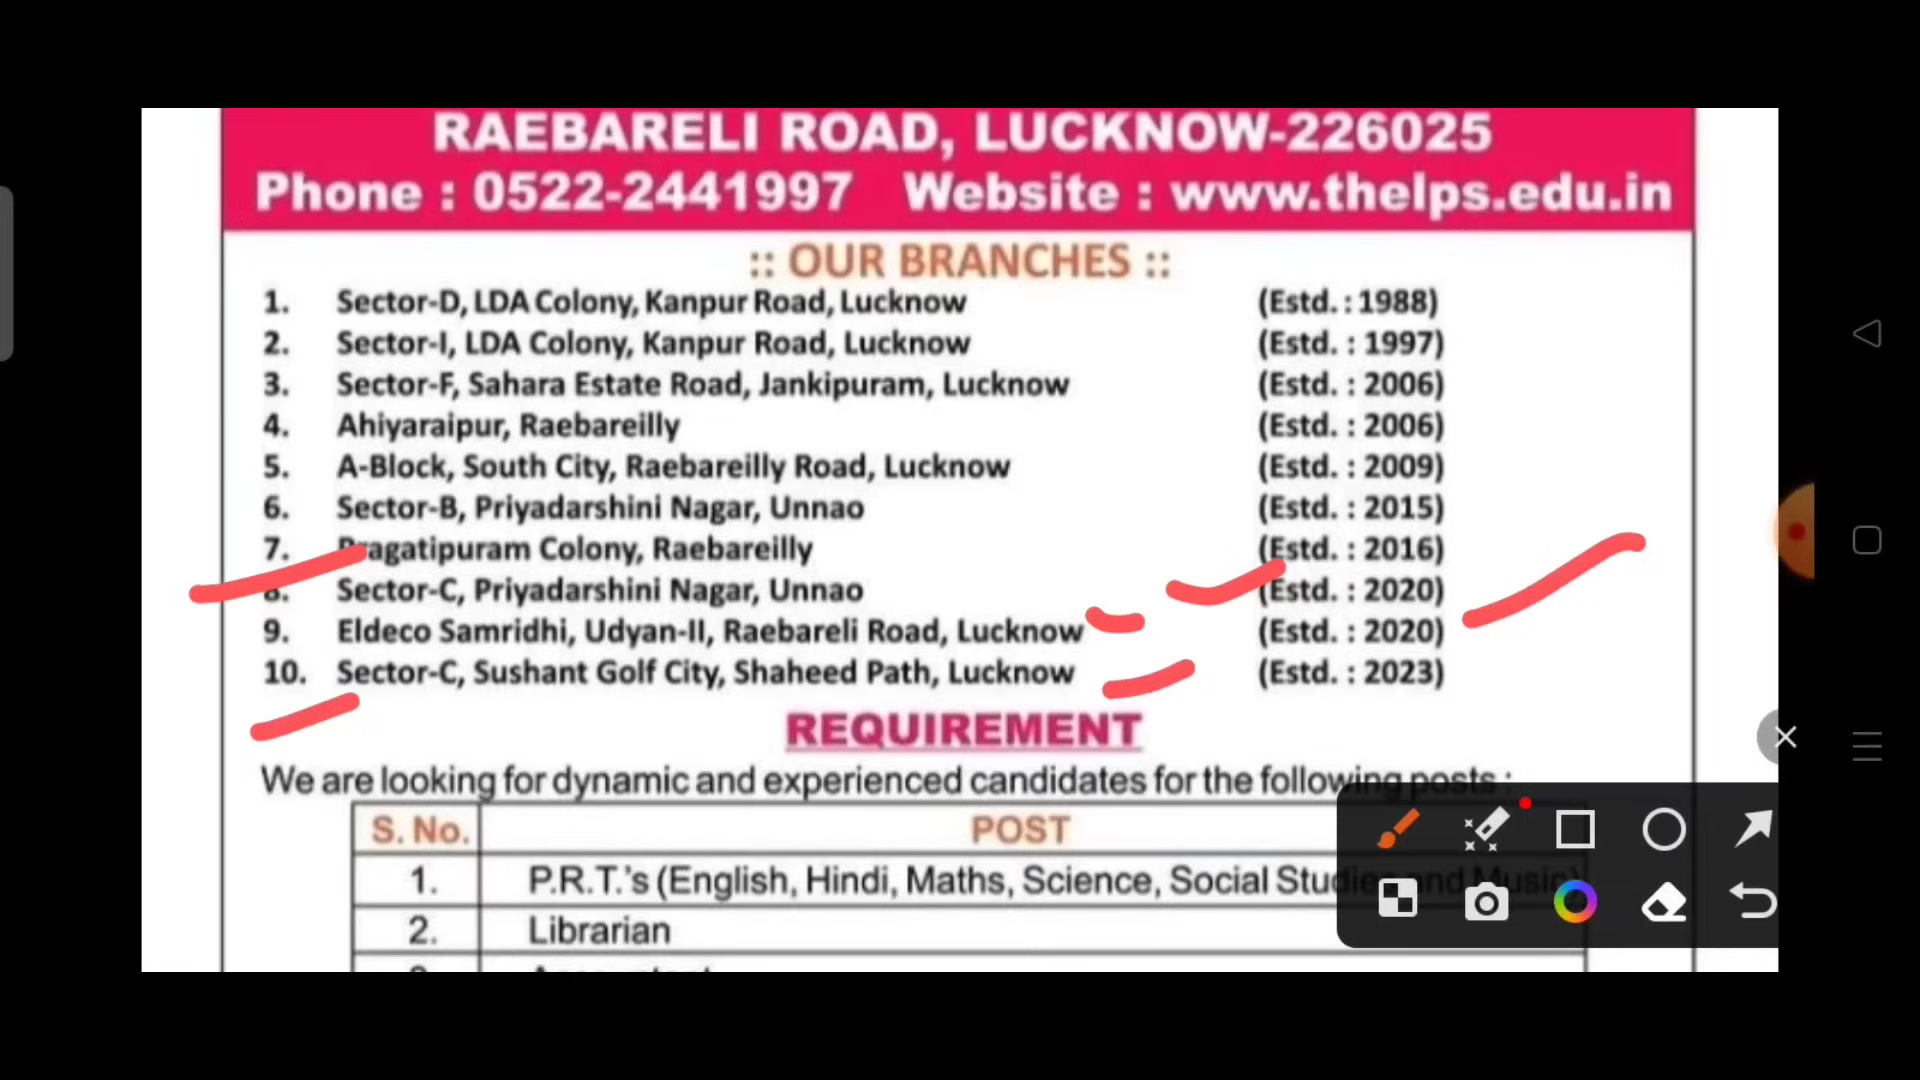 RAEBARELI ROAD, LUCKNOW-226025
Phone : 0522-2441997 Website : www.thelps.edu.in
:: OUR BRANCHES ::
1. Sector-D, LDA Colony, Kanpur Road, Lucknow (Estd. : 1988)
2. Sector-I, LDA Colony, Kanpur Road, Lucknow (Estd. : 1997)
3. Sector-F, Sahara Estate Road, Jankipuram, Lucknow (Estd. : 2006)
4. Ahiyaraipur, Raebareilly (Estd. : 2006)
5. A-Block, South City, Raebareilly Road, Lucknow (Estd. : 2009)
6. Sector-B, Priyadarshini Nagar, Unnao (Estd. : 2015)
7. Pragatipuram Colony, Raebareilly (Estd. : 2016)
8. Sector-C, Priyadarshini Nagar, Unnao (Estd. : 2020)
9. Eldeco Samridhi, Udyan-II, Raebareli Road, Lucknow (Estd. : 2020)
10. Sector-C, Sushant Golf City, Shaheed Path, Lucknow (Estd. : 2023)
REQUIREMENT
We are looking for dynamic and experienced candidates for the following posts :
S. No. POST
1. P.R.T.'s (English, Hindi, Maths, Science, Social Studies and Music)
2. Librarian